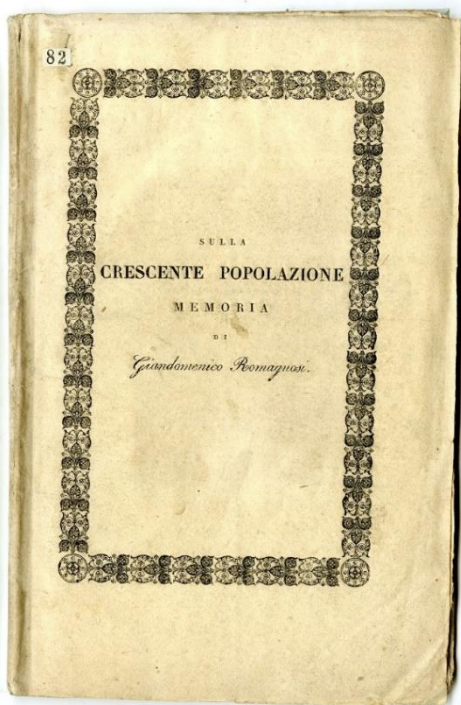 82
SULLA
CRESCENTE POPOLAZIONE
MEMORIA
DI
Giandomenico Romagnosi.